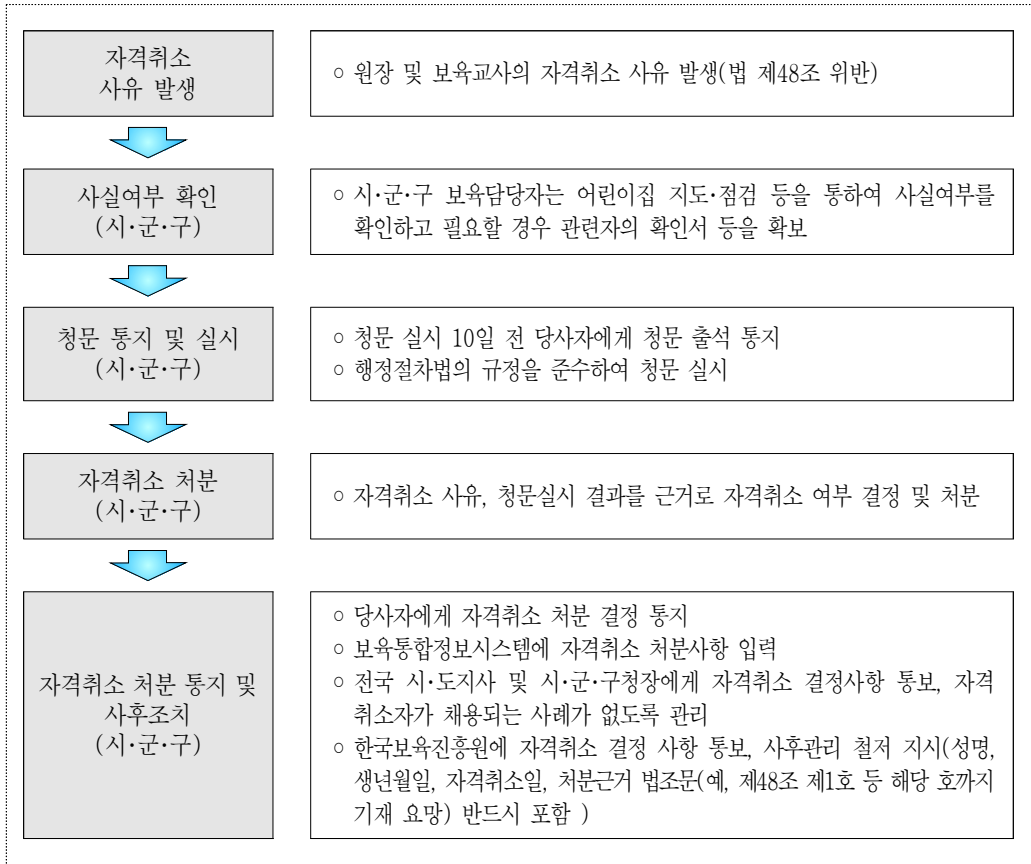 자격취소
사유 발생
○ 원장 및 보육교사의 자격취소 사유 발생(법 제48조 위반)
사실여부 확인
(시･군･구)
○ 시･군･구 보육담당자는 어린이집 지도･점검 등을 통하여 사실여부를
확인하고 필요할 경우 관련자의 확인서 등을 확보
청문 통지 및 실시
(시･군･구)
○ 청문 실시 10일 전 당사자에게 청문 출석 통지
○ 행정절차법의 규정을 준수하여 청문 실시
자격취소 처분
(시･군･구)
○ 자격취소 사유, 청문실시 결과를 근거로 자격취소 여부 결정 및 처분
자격취소 처분 통지 및
사후조치
(시･군･구)
○ 당사자에게 자격취소 처분 결정 통지
○ 보육통합정보시스템에 자격취소 처분사항 입력
○ 전국 시･도지사 및 시･군･구청장에게 자격취소 결정사항 통보, 자격
취소자가 채용되는 사례가 없도록 관리
○ 한국보육진흥원에 자격취소 결정 사항 통보, 사후관리 철저 지시(성명,
생년월일, 자격취소일, 처분근거 법조문(예, 제48조 제1호 등 해당 호까지
기재 요망) 반드시 포함 )